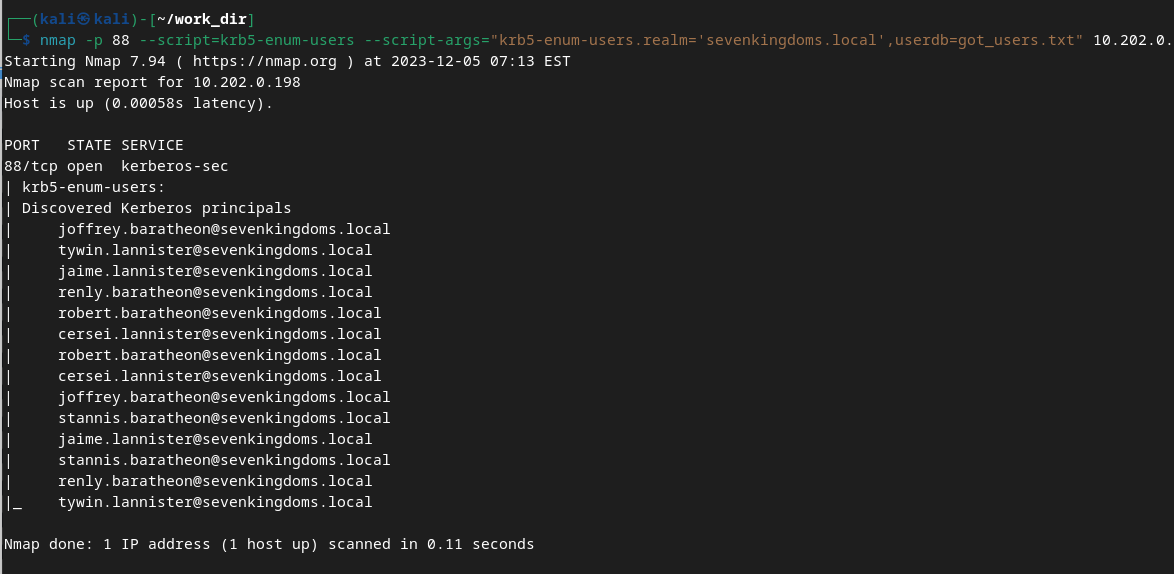 ┌──(kali㉿kali)-[~/work_dir]
└─$ nmap -p 88 --script=krb5-enum-users --script-args="krb5-enum-users.realm='sevenkingdoms.local',userdb=got_users.txt" 10.202.0.
Starting Nmap 7.94 ( https://nmap.org ) at 2023-12-05 07:13 EST
Nmap scan report for 10.202.0.198
Host is up (0.00058s latency).

PORT   STATE SERVICE
88/tcp open  kerberos-sec
| krb5-enum-users:
| Discovered Kerberos principals
|     joffrey.baratheon@sevenkingdoms.local
|     tywin.lannister@sevenkingdoms.local
|     jaime.lannister@sevenkingdoms.local
|     renly.baratheon@sevenkingdoms.local
|     robert.baratheon@sevenkingdoms.local
|     cersei.lannister@sevenkingdoms.local
|     robert.baratheon@sevenkingdoms.local
|     cersei.lannister@sevenkingdoms.local
|     joffrey.baratheon@sevenkingdoms.local
|     stannis.baratheon@sevenkingdoms.local
|     jaime.lannister@sevenkingdoms.local
|     stannis.baratheon@sevenkingdoms.local
|     renly.baratheon@sevenkingdoms.local
|_    tywin.lannister@sevenkingdoms.local

Nmap done: 1 IP address (1 host up) scanned in 0.11 seconds